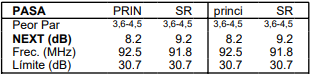 PASA PRIN SR princi SR
Peor Par 3,6-4,5 3,6-4,5 3,6-4,5 3,6-4,5
NEXT (dB) 8.2 9.2 8.2 9.2
Frec. (MHz) 92.5 91.8 92.5 91.8
Límite (dB) 30.7 30.7 30.7 30.7